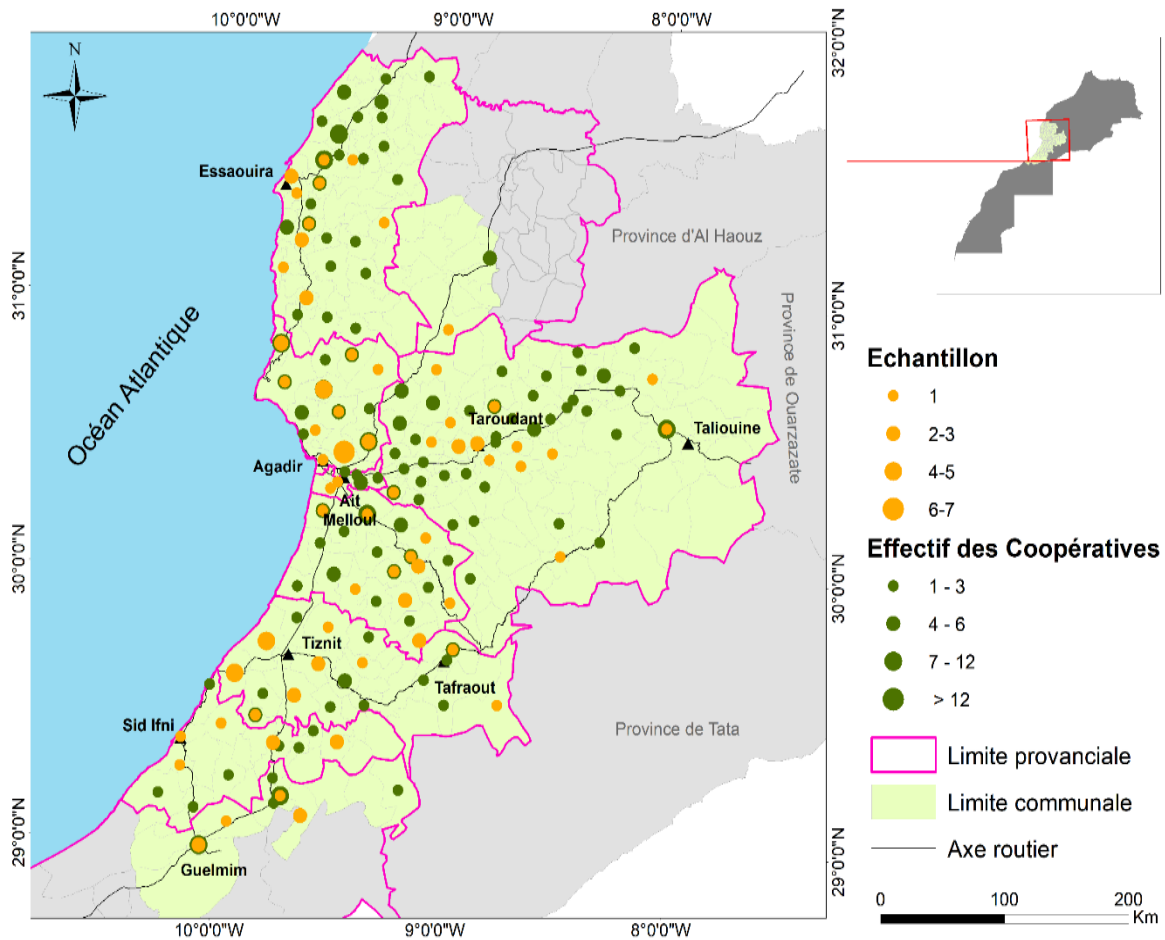 10°0'0"W
9°0'0"W
8°0'0"W
N
32°0'0"N
31°0'0"N
30°0'0"N
29°0'0"N
31°0'0"N
30°0'0"N
29°0'0"N
Essaouira
Province d'Al Haouz
Océan Atlantique
Province de Ouarzazate
Taroudant
Taliouine
Agadir
Ait
Melloul
Tiznit
Tafraout
Sid Ifni
Province de Tata
Guelmim
10°0'0"W
9°0'0"W
8°0'0"W
Echantillon
1
2-3
4-5
6-7
Effectif des Coopératives
1 - 3
4 - 6
7 - 12
> 12
Limite provanciale
Limite communale
Axe routier
0 100 200
Km